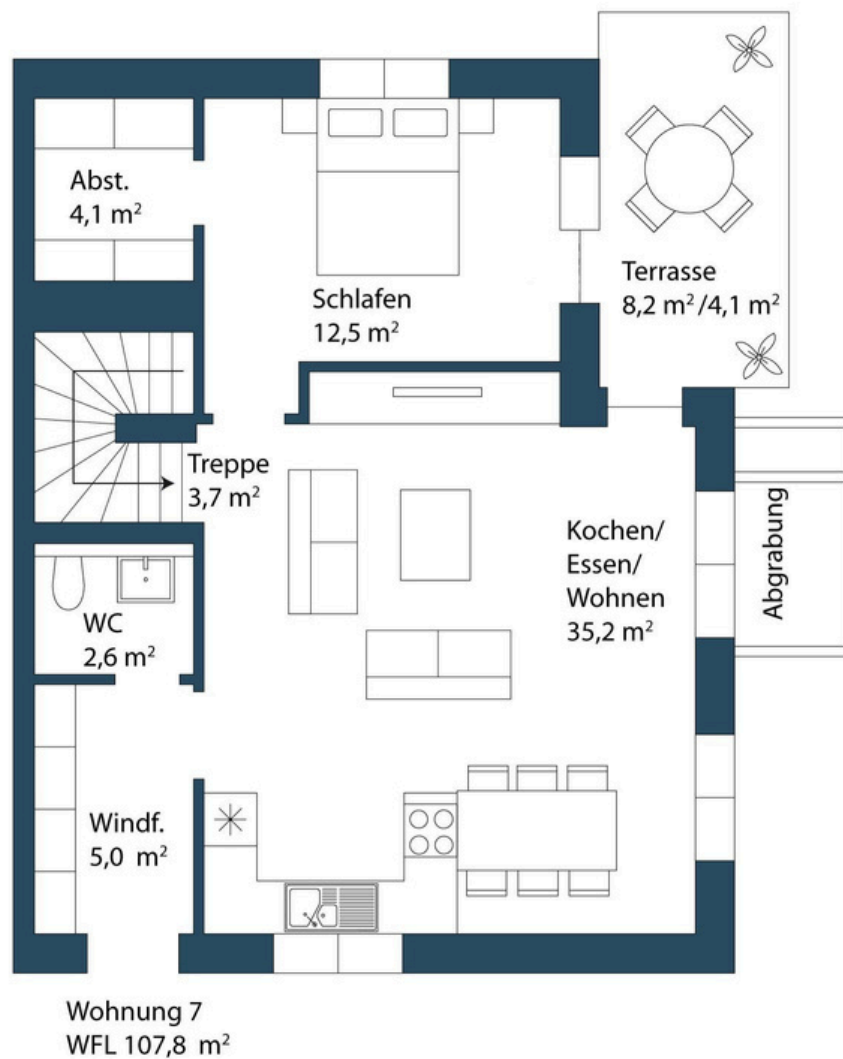 Abst.
4,1 m²
Schlafen
12,5 m²
Terrasse
8,2 m²/4,1 m²
Treppe
3,7 m²
Kochen/
Essen/
Wohnen
35,2 m²
Abgrabung
WC
2,6 m²
Windf.
5,0 m²
Wohnung 7
WFL 107,8 m²